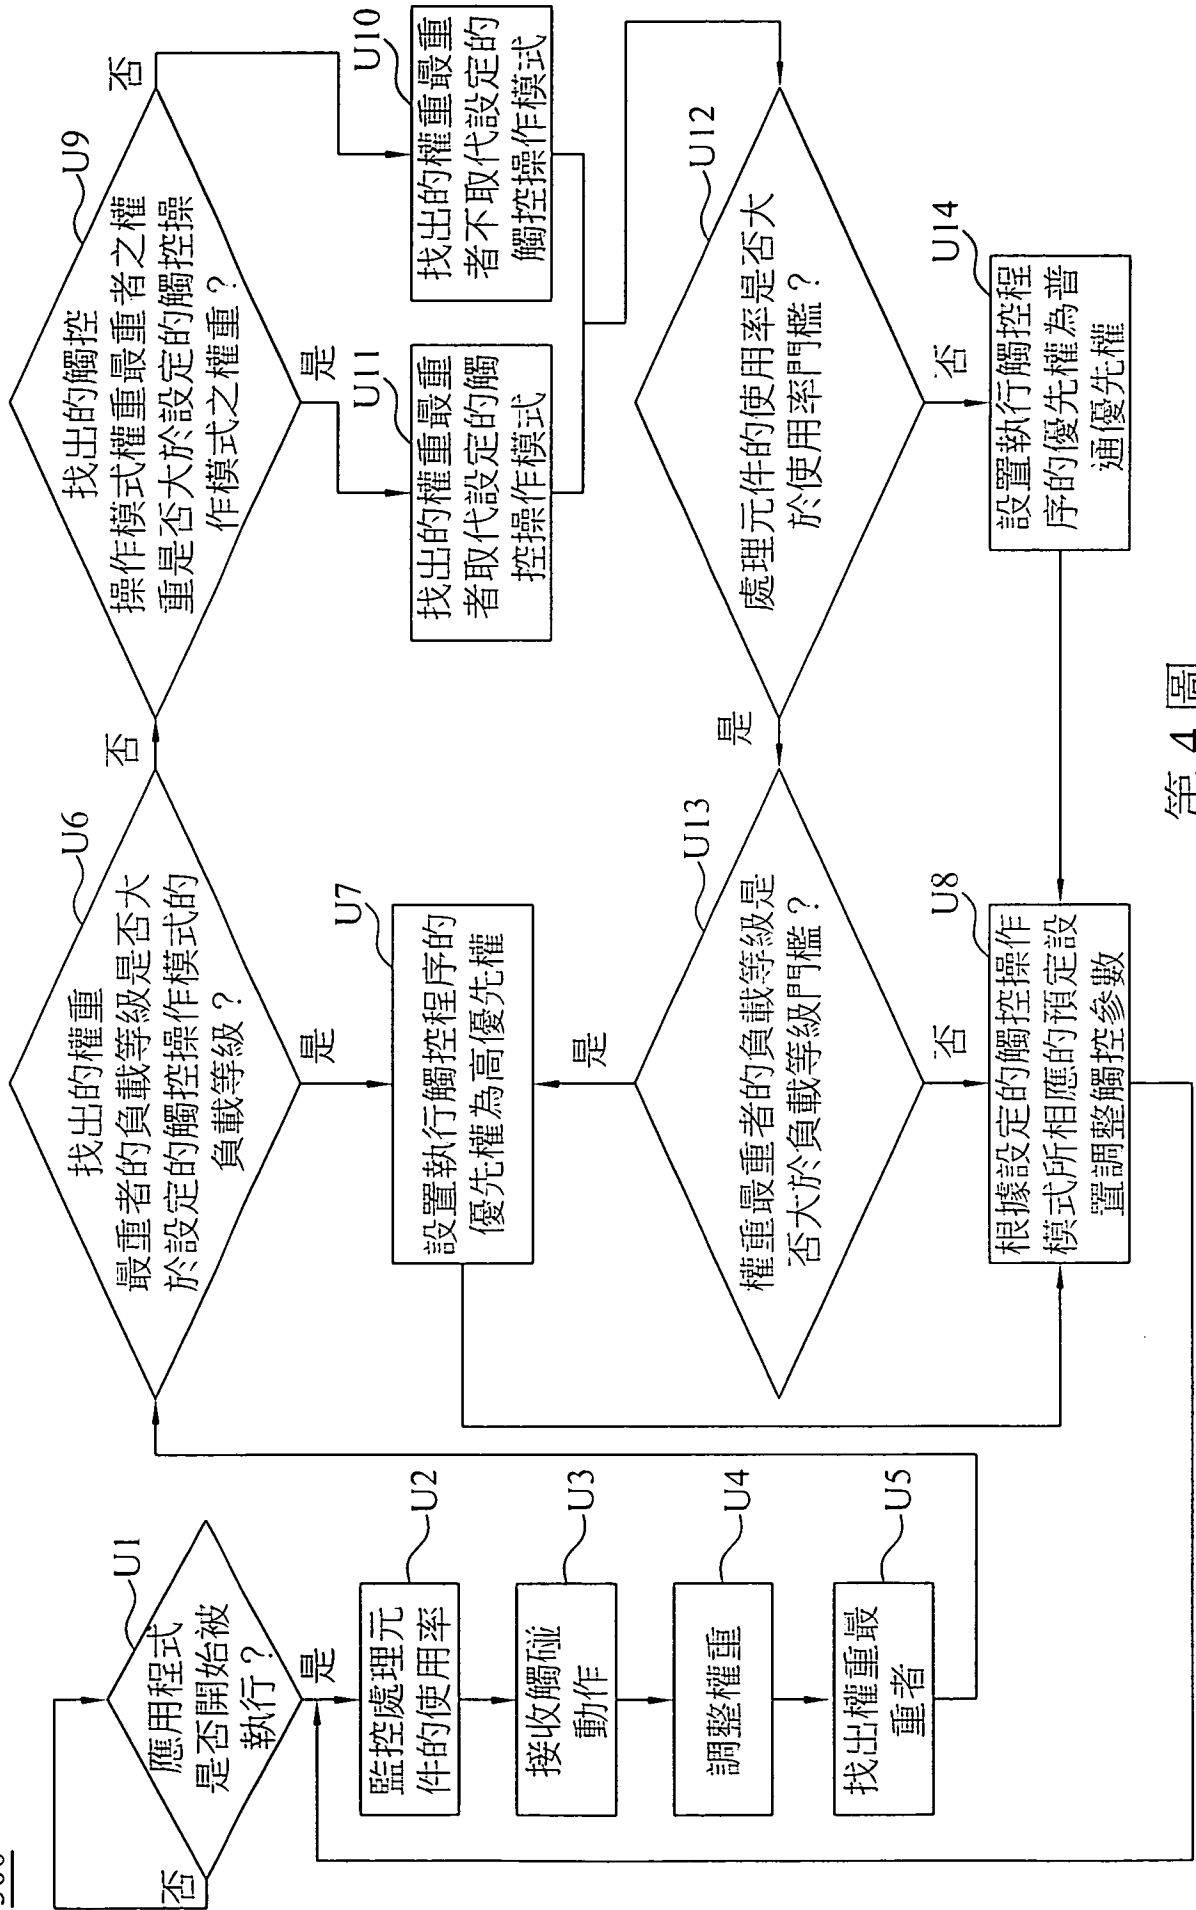 U1
應用程式
是否開始被
執行？
否
是
U2
監控處理元
件的使用率
U3
接收觸碰
動作
U4
調整權重
U5
找出權重最
重者
U6
找出的權重
最重者的負載等級是否大
於設定的觸控操作模式的
負載等級？
否
是
U7
設置執行觸控程序的
優先權為高優先權
是
U13
權重最重者的負載等級是
否大於負載等級門檻？
否
U8
根據設定的觸控操作
模式所相應的預定設
置調整觸控參數
U9
找出的觸控
操作模式權重最重者之權
重是否大於設定的觸控操
作模式之權重？
否
是
U10
找出的權重最重
者不取代設定的
觸控操作模式
U11
找出的權重最重
者取代設定的觸
控操作模式
U12
處理元件的使用率是否大
於使用率門檻？
是
否
U14
設置執行觸控程
序的優先權為普
通優先權
第 4 圖